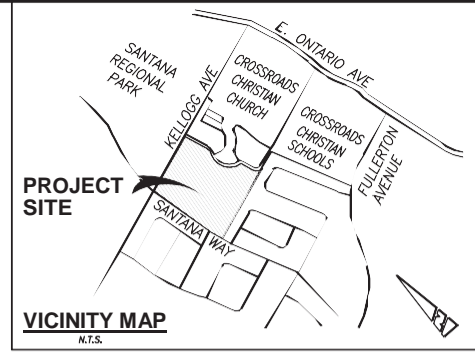 E. ONTARIO AVE
SANTANA
REGIONAL
PARK
KELLOGG AVE
CROSSROADS
CHRISTIAN
CHURCH
CROSSROADS
CHRISTIAN
SCHOOLS
FULLERTON
AVENUE
PROJECT
SITE
SANTANA WAY
VICINITY MAP
N.T.S.